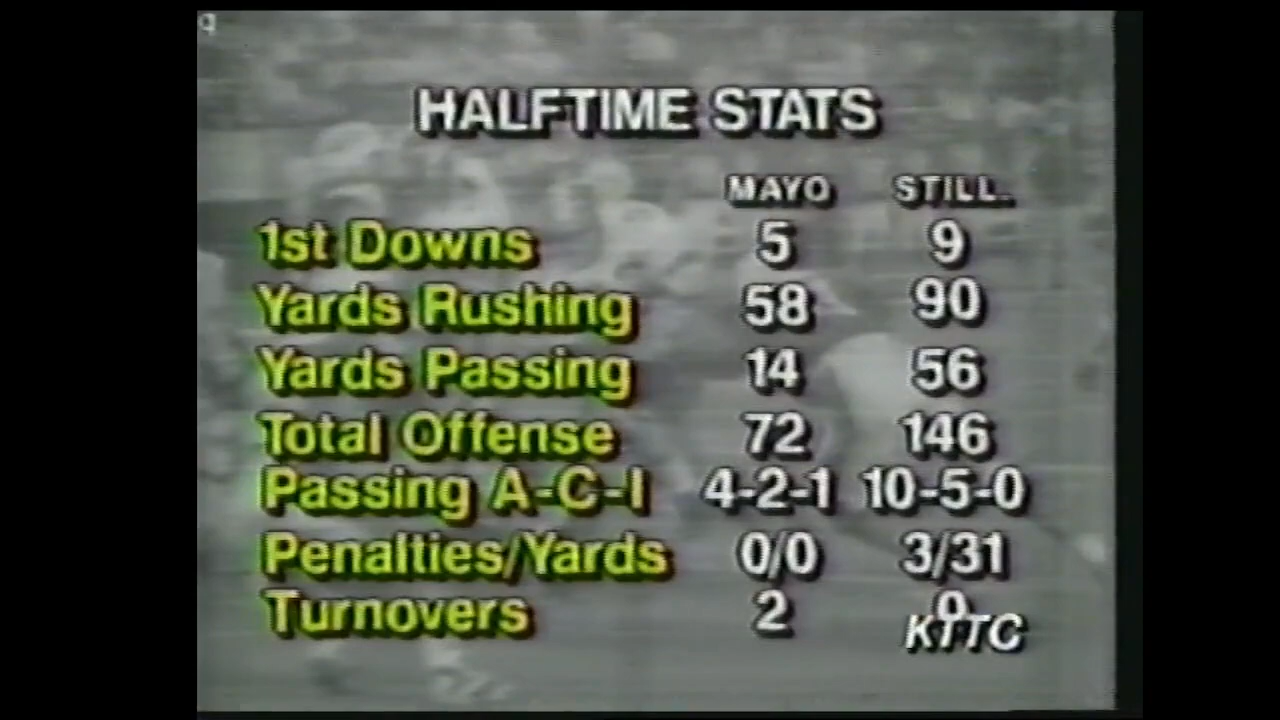 g
HALFTIME STATS
MAYO STILL.
1st Downs 5 9
Yards Rushing 58 90
Yards Passing 14 56
Total Offense 72 146
Passing A-C-I 4-2-1 10-5-0
Penalties/Yards 0/0 3/31
Turnovers 2 0
KTTC